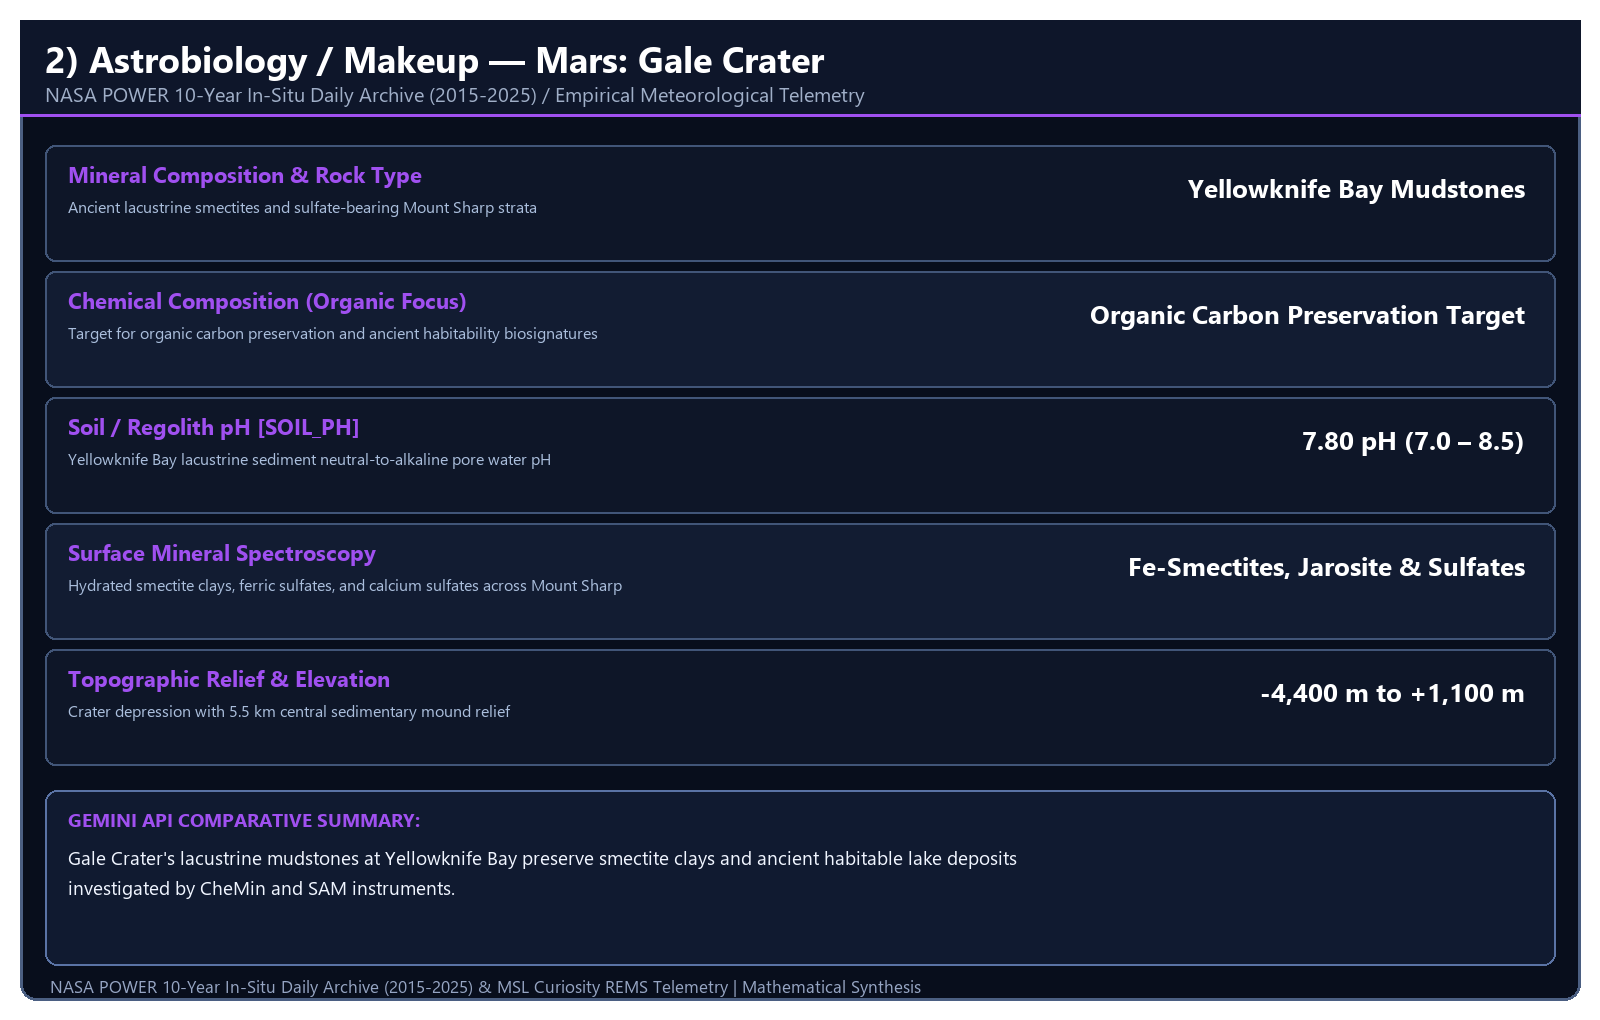 2) Astrobiology / Makeup — Mars: Gale Crater
NASA POWER 10-Year In-Situ Daily Archive (2015-2025) / Empirical Meteorological Telemetry
Mineral Composition & Rock Type
Yellowknife Bay Mudstones
Ancient lacustrine smectites and sulfate-bearing Mount Sharp strata
Chemical Composition (Organic Focus)
Organic Carbon Preservation Target
Target for organic carbon preservation and ancient habitability biosignatures
Soil / Regolith pH [SOIL_PH]
7.80 pH (7.0 – 8.5)
Yellowknife Bay lacustrine sediment neutral-to-alkaline pore water pH
Surface Mineral Spectroscopy
Fe-Smectites, Jarosite & Sulfates
Hydrated smectite clays, ferric sulfates, and calcium sulfates across Mount Sharp
Topographic Relief & Elevation
-4,400 m to +1,100 m
Crater depression with 5.5 km central sedimentary mound relief
GEMINI API COMPARATIVE SUMMARY:
Gale Crater's lacustrine mudstones at Yellowknife Bay preserve smectite clays and ancient habitable lake deposits
investigated by CheMin and SAM instruments.
NASA POWER 10-Year In-Situ Daily Archive (2015-2025) & MSL Curiosity REMS Telemetry | Mathematical Synthesis